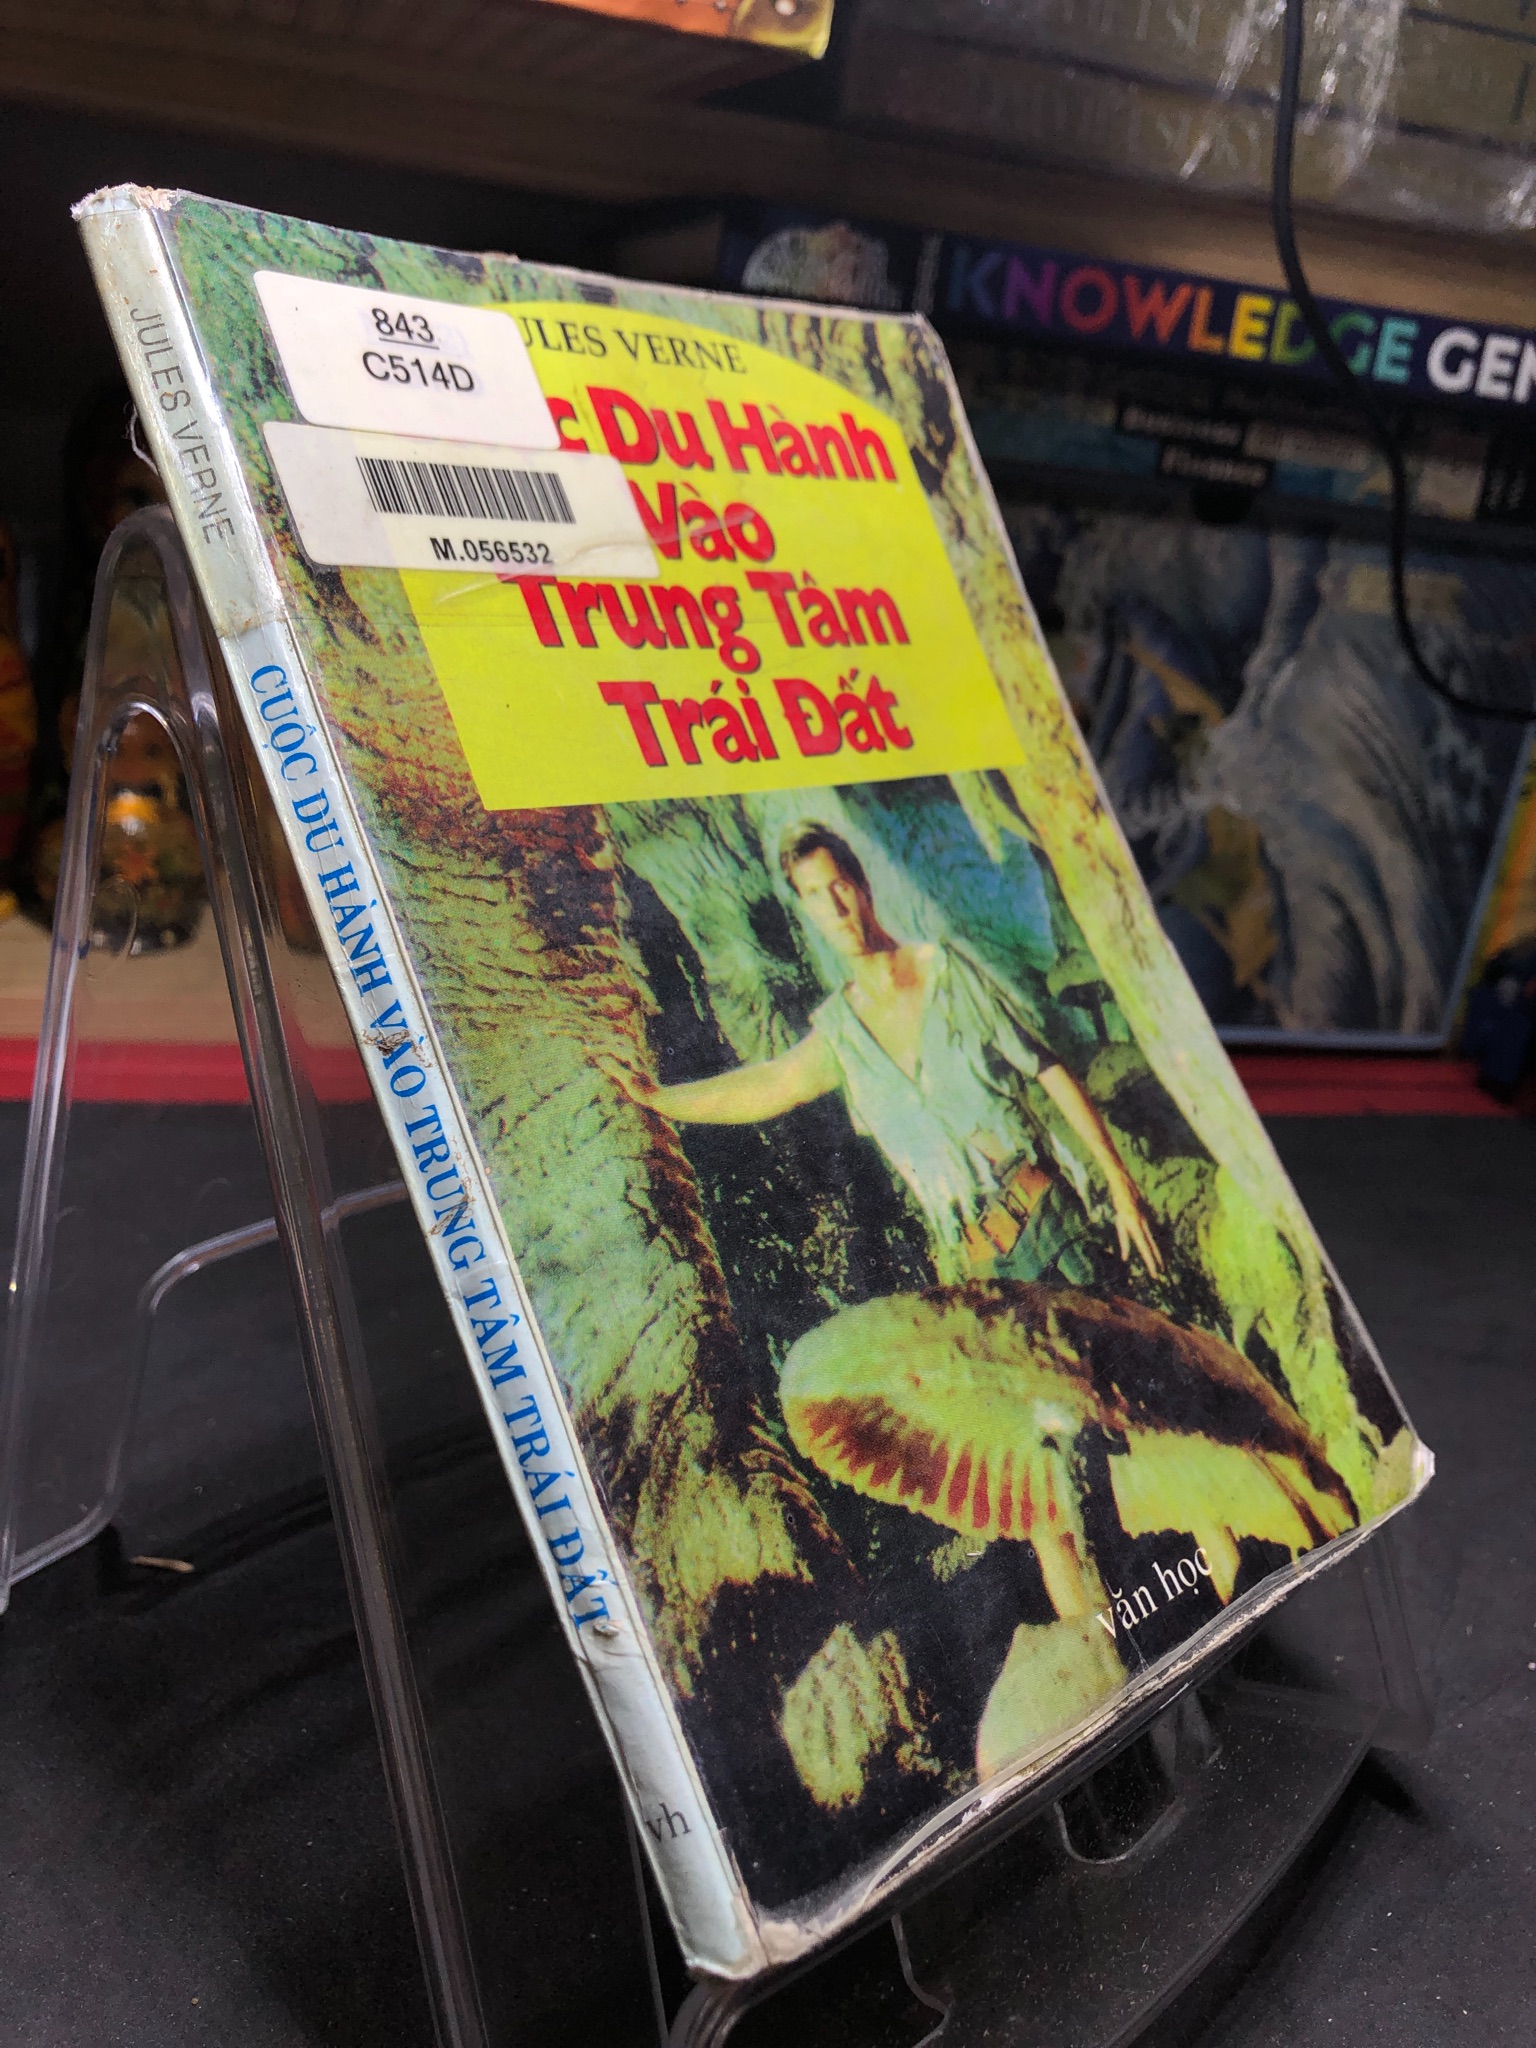 843
C514D
ULES VERNE
c Du Hành
Vào
Trung Tâm
Trái Đất
M.056532
văn học
JULES VERNE
CUỘC DU HÀNH VÀO TRUNG TÂM TRÁI ĐẤT
vh
KNOWLEDGE GEN